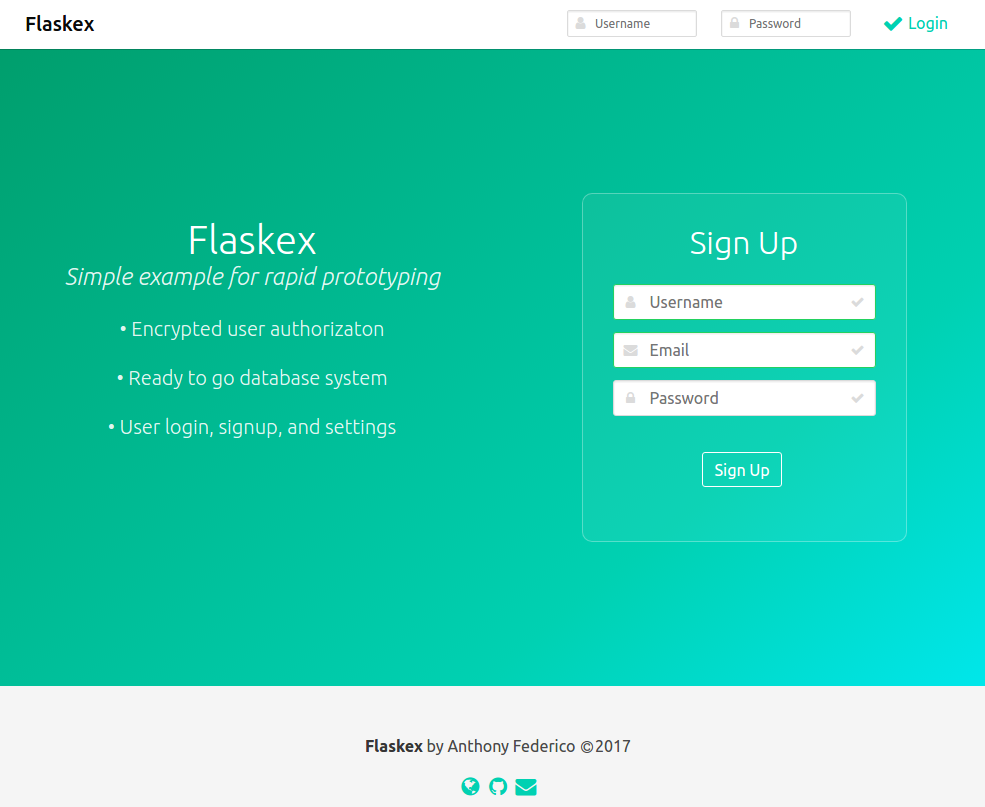 Flaskex
Username
Password
Login
Flaskex
Simple example for rapid prototyping
• Encrypted user authorizaton
• Ready to go database system
• User login, signup, and settings
Sign Up
Username
Email
Password
Sign Up
Flaskex by Anthony Federico ©2017